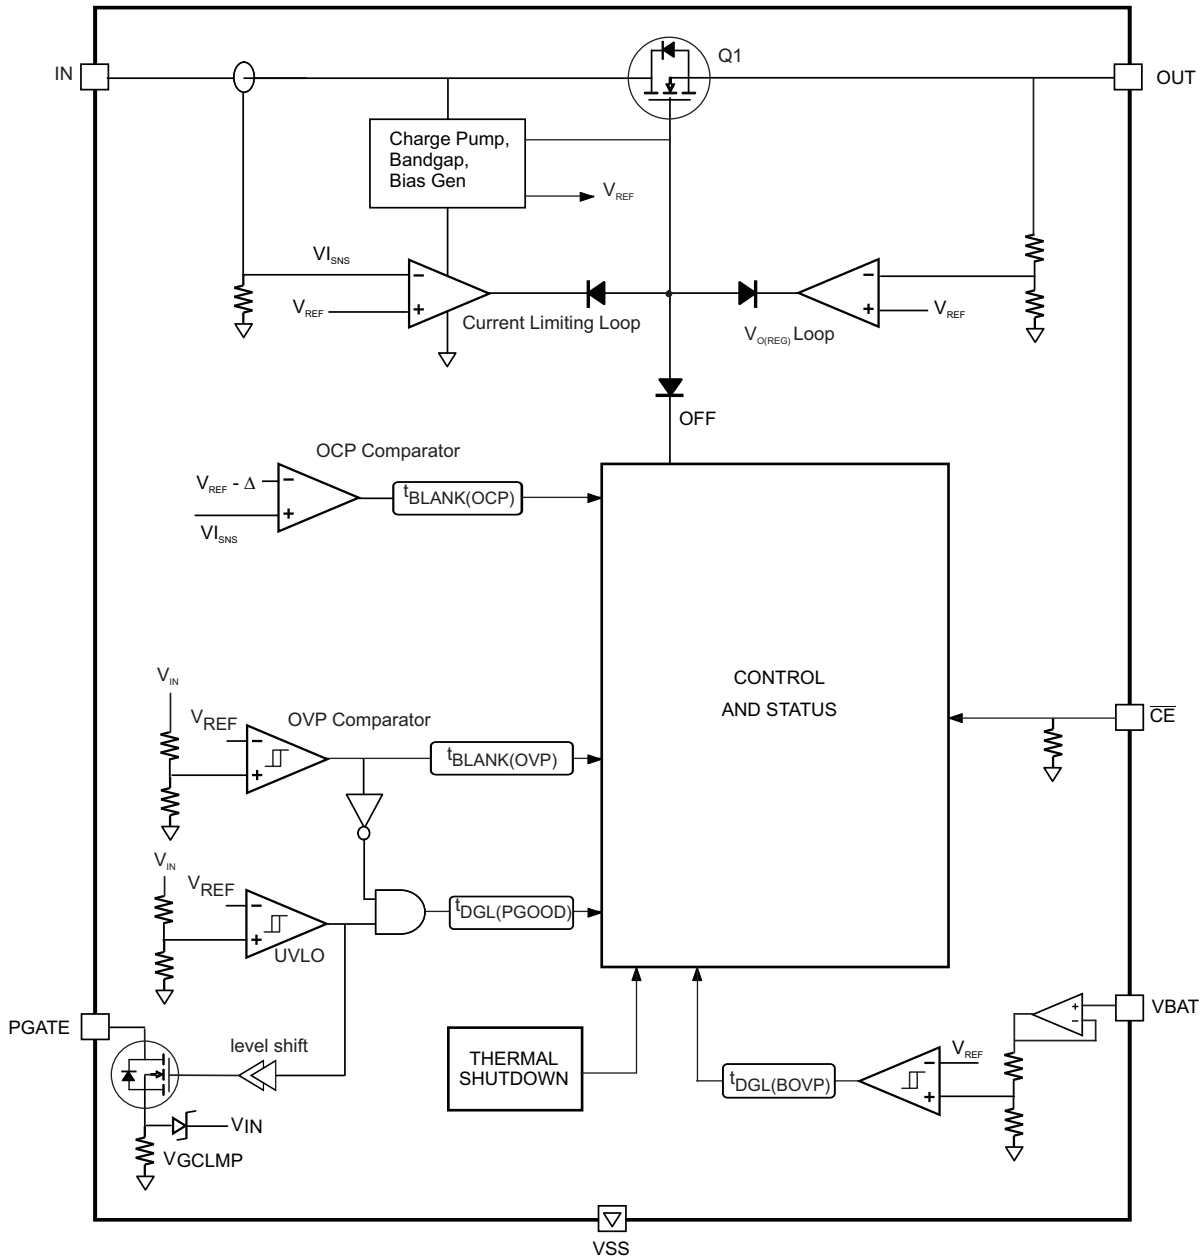 IN
Q1
OUT
Charge Pump,
Bandgap,
Bias Gen
VREF
VISNS
VREF
Current Limiting Loop
VREF
VO(REG) Loop
OFF
OCP Comparator
VREF - Δ
tBLANK(OCP)
VISNS
CONTROL
AND STATUS
VIN
VREF
OVP Comparator
tBLANK(OVP)
CE
VIN
VREF
tDGL(PGOOD)
UVLO
PGATE
level shift
VBAT
THERMAL
SHUTDOWN
tDGL(BOVP)
VREF
VIN
VGCLMP
VSS
- +
- +
- +
- +
- +
+ -
- +